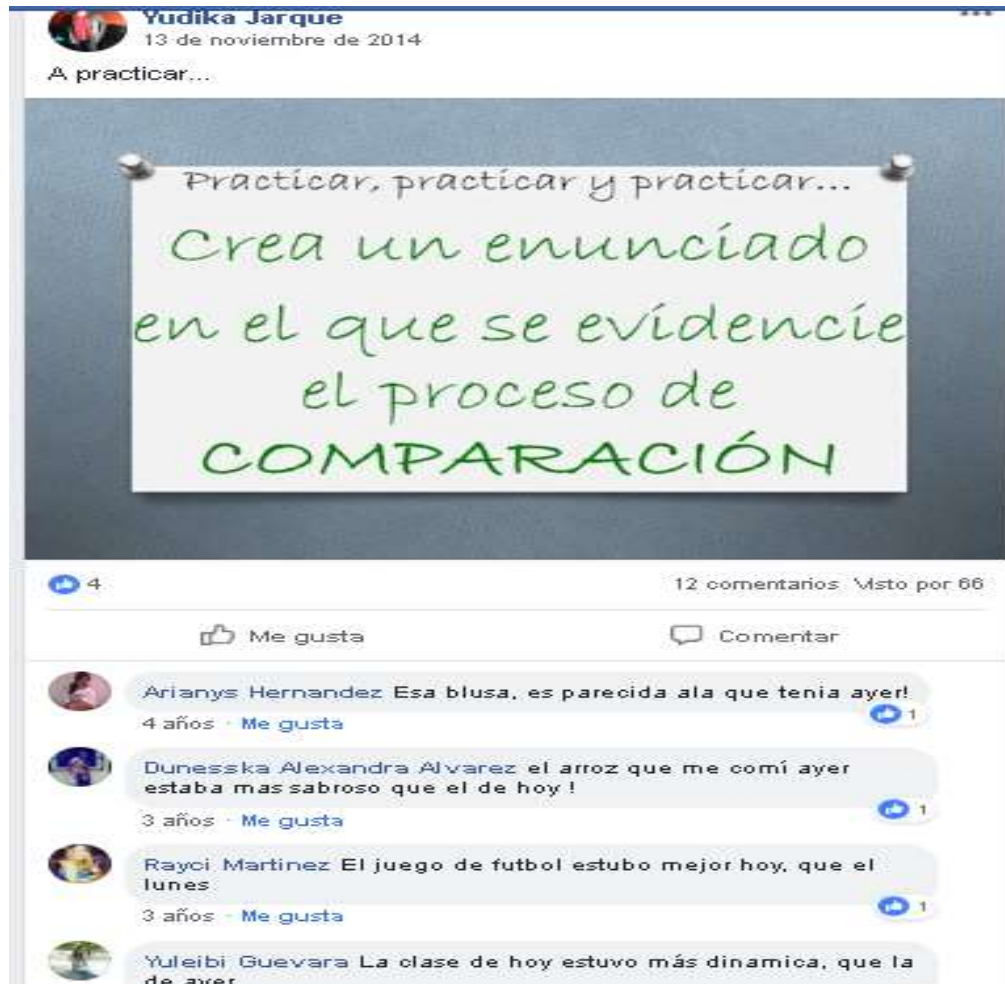 Yudika Jarque
13 de noviembre de 2014
A practicar...
Practicar, practicar y practicar...
Crea un enunciado
en el que se evidencie
el proceso de
COMPARACIÓN
4
12 comentarios Visto por 66
Me gusta
Comentar
Arianys Hernandez Esa blusa, es parecida ala que tenia ayer!
1
4 años · Me gusta
Dunesska Alexandra Alvarez el arroz que me comí ayer
estaba mas sabroso que el de hoy !
1
3 años · Me gusta
Rayci Martinez El juego de futbol estubo mejor hoy, que el
lunes
1
3 años · Me gusta
Yuleibi Guevara La clase de hoy estuvo más dinamica, que la
de ayer